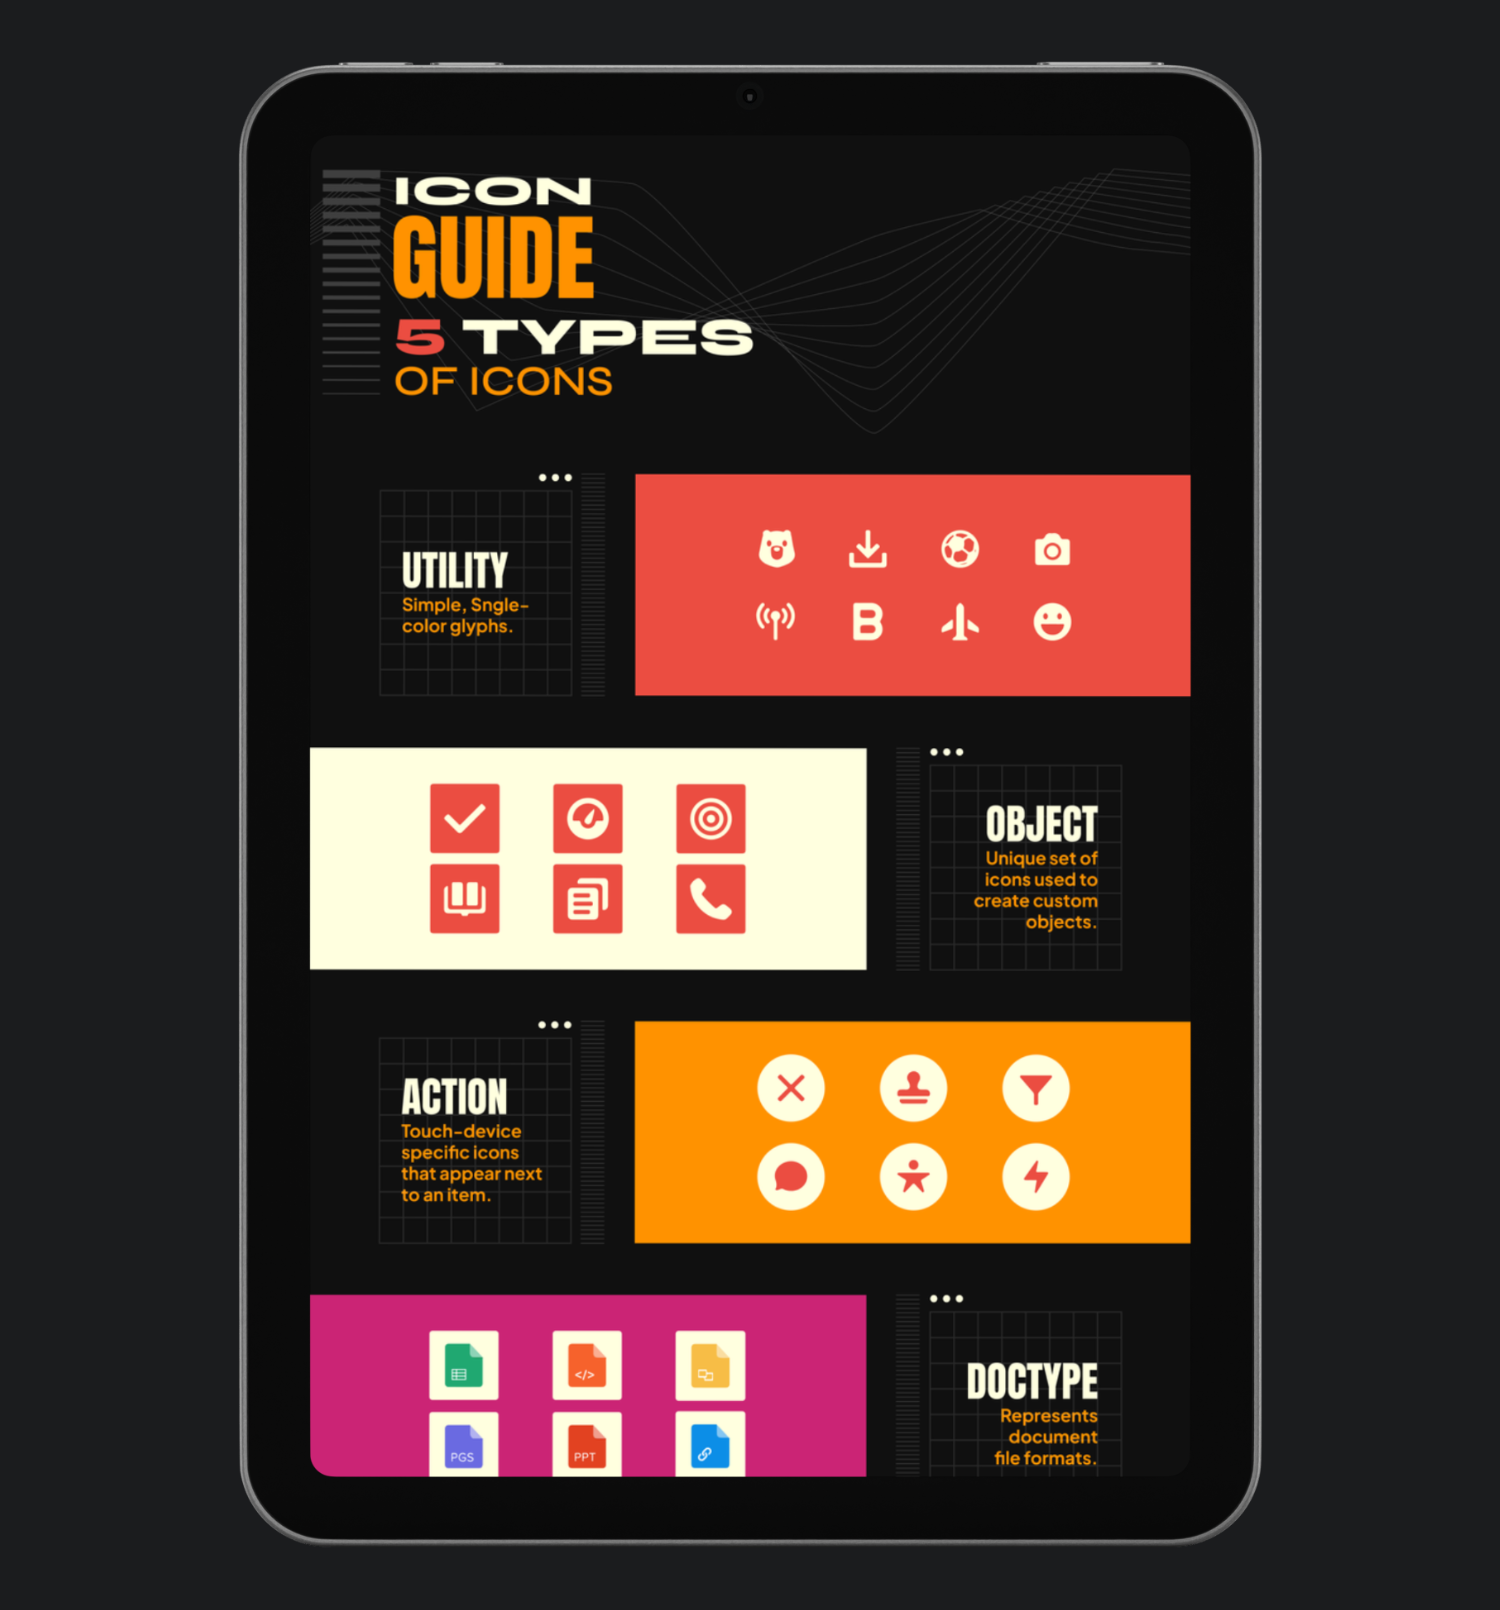 ICON
GUIDE
5 TYPES
OF ICONS
UTILITY
Simple, Sngle-
color glyphs.
B
OBJECT
Unique set of
icons used to
create custom
objects.
ACTION
Touch-device
specific icons
that appear next
to an item.
</>
PGS
PPT
DOCTYPE
Represents
document
file formats.